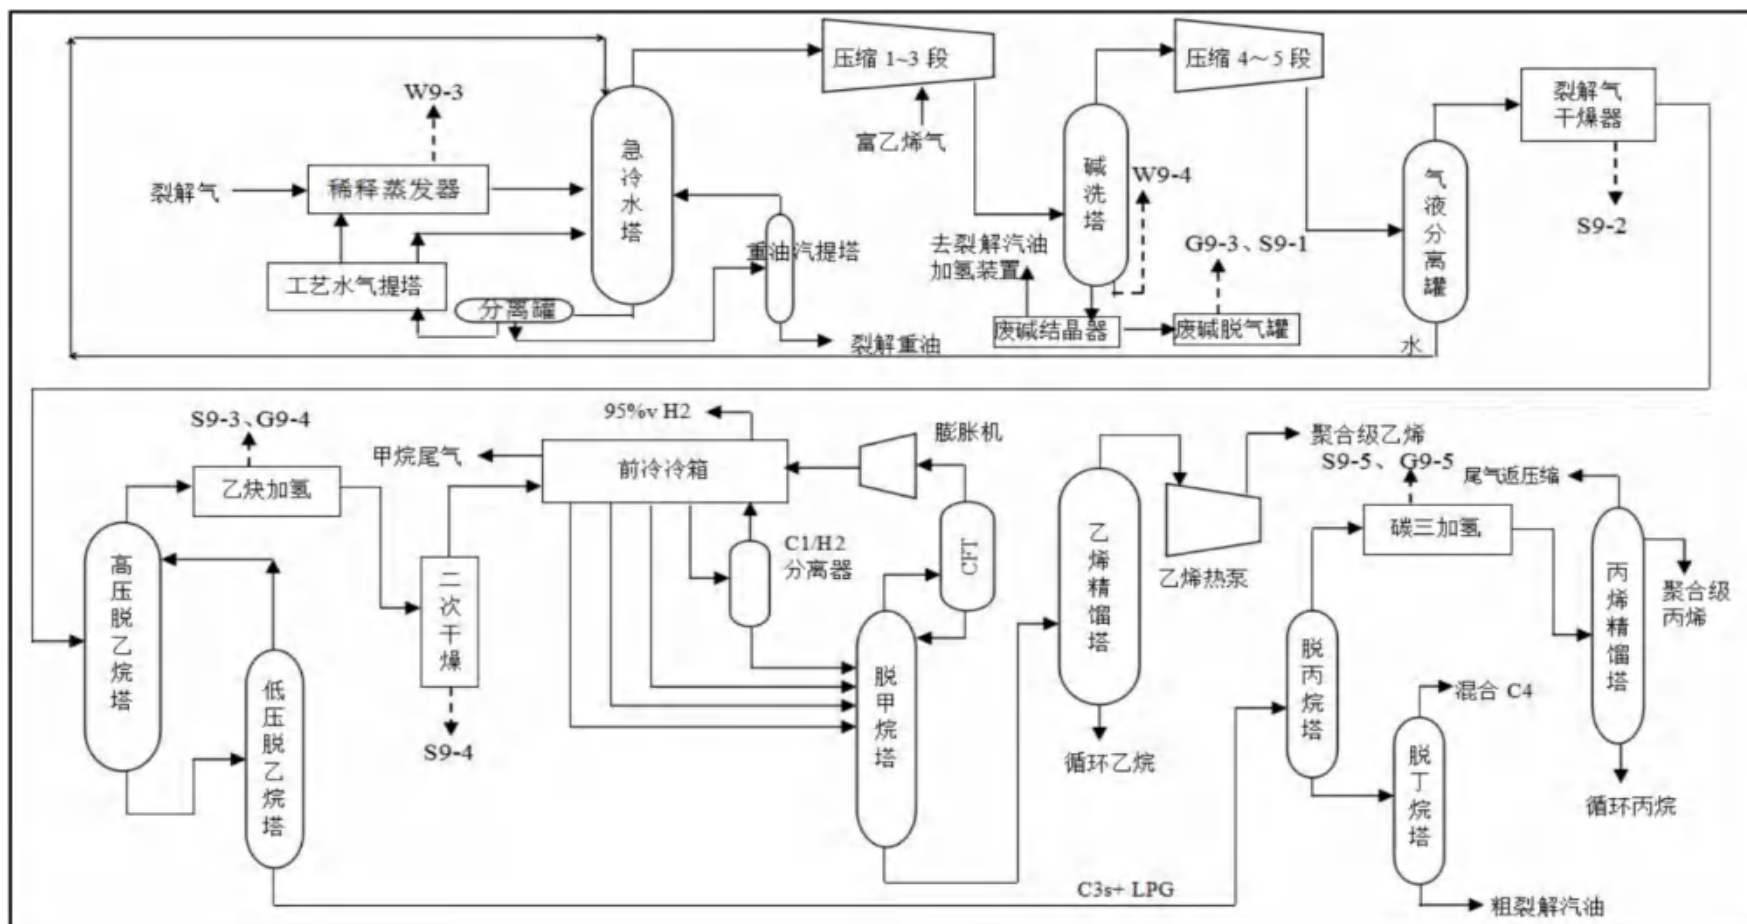 压缩 1~3 段
压缩 4～5 段
裂解气
干燥器
W9-3
富乙烯气
急冷水塔
碱洗塔
W9-4
气液分离罐
裂解气
稀释蒸发器
S9-2
重油汽提塔
去裂解汽油
加氢装置
G9-3、S9-1
工艺水气提塔
分离罐
废碱结晶器
废碱脱气罐
裂解重油
水
S9-3、G9-4
95%v H2
膨胀机
聚合级乙烯
S9-5、G9-5
甲烷尾气
前冷冷箱
尾气返压缩
乙炔加氢
碳三加氢
高压脱乙烷塔
C1/H2
分离器
CFT
乙烯精馏塔
乙烯热泵
丙烯精馏塔
聚合级
丙烯
二次干燥
低压脱乙烷塔
脱甲烷塔
脱丙烷塔
混合 C4
S9-4
循环乙烷
脱丁烷塔
循环丙烷
C3s+ LPG
粗裂解汽油